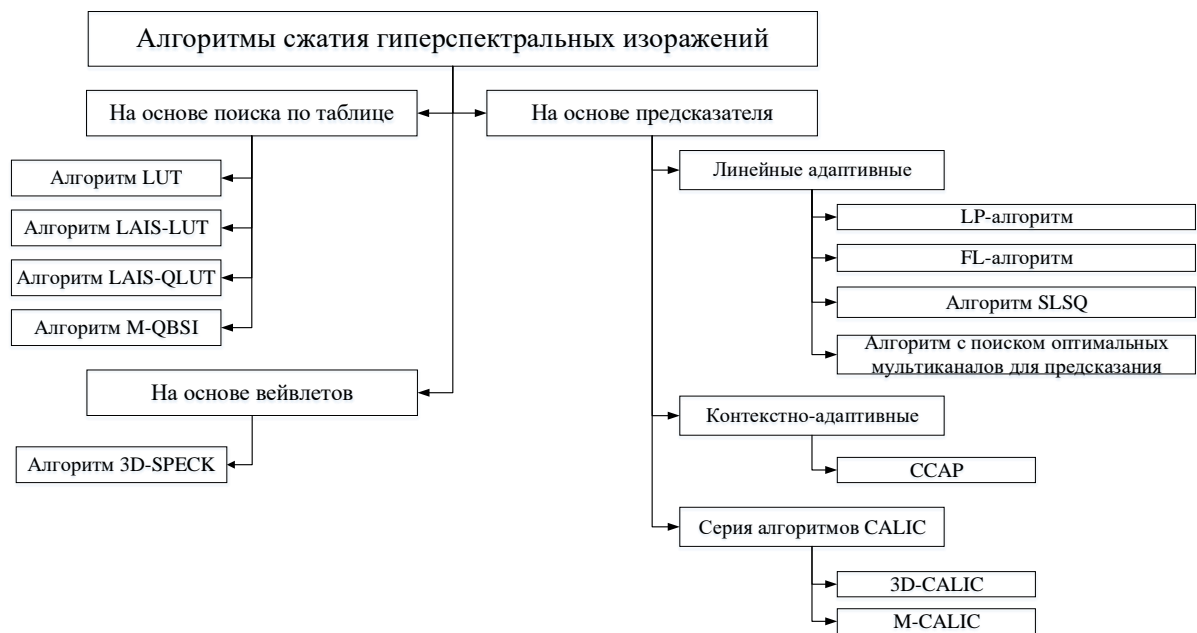 Алгоритмы сжатия гиперспектральных изоражений
На основе поиска по таблице
Алгоритм LUT
Алгоритм LAIS-LUT
Алгоритм LAIS-QLUT
Алгоритм M-QBSI
На основе вейвлетов
Алгоритм 3D-SPECK
На основе предсказателя
Линейные адаптивные
LP-алгоритм
FL-алгоритм
Алгоритм SLSQ
Алгоритм с поиском оптимальных
мультиканалов для предсказания
Контекстно-адаптивные
CCAP
Серия алгоритмов CALIC
3D-CALIC
M-CALIC